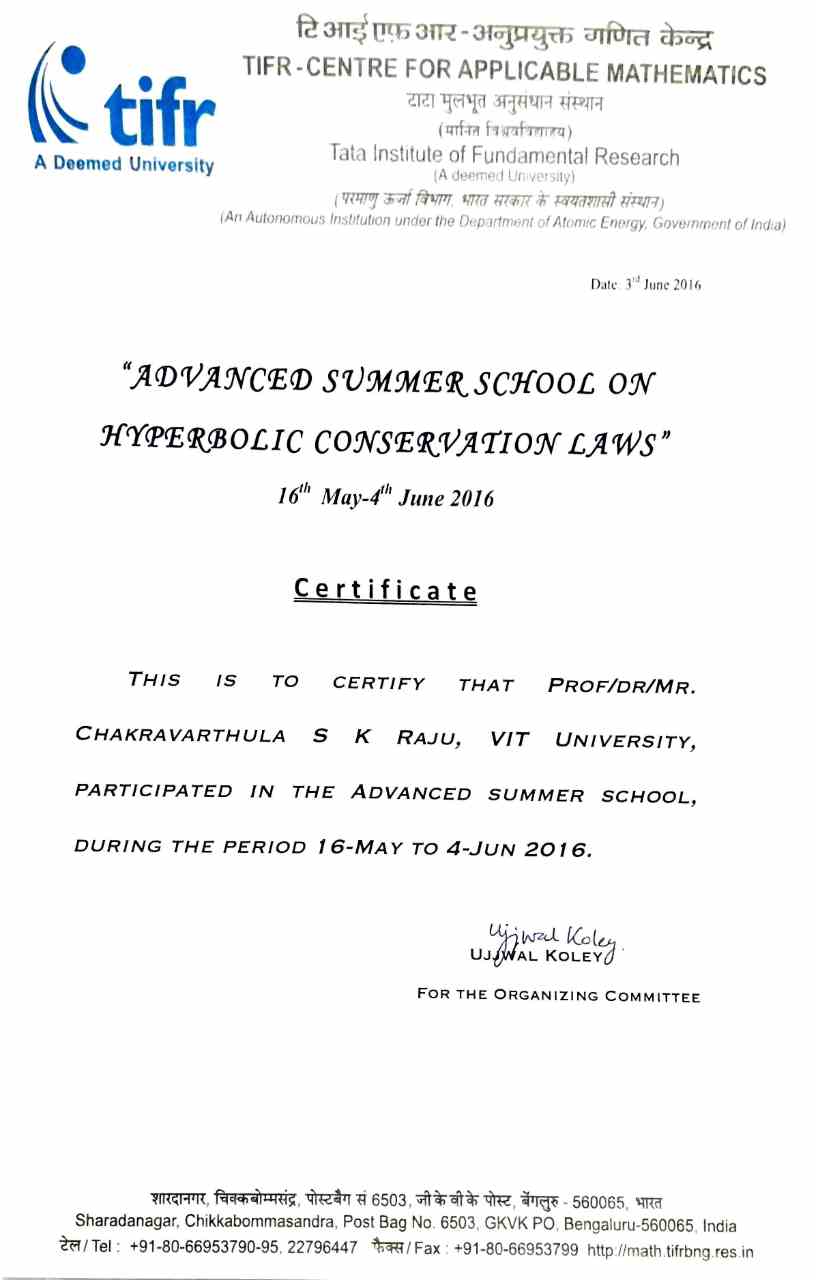 tifr
A Deemed University
टि आई एफ़ आर - अनुप्रयुक्त गणित केन्द्र
TIFR - CENTRE FOR APPLICABLE MATHEMATICS
टाटा मुलभूत अनुसंधान संस्थान
(मानित विश्वविद्यालय)
Tata Institute of Fundamental Research
(A deemed University)
(परमाणु ऊर्जा विभाग, भारत सरकार के स्वयतशासी संस्थान)
(An Autonomous Institution under the Department of Atomic Energy, Government of India)
Date: 3rd June 2016
"ADVANCED SUMMER SCHOOL ON
HYPERBOLIC CONSERVATION LAWS"
16th May-4th June 2016
Certificate
THIS IS TO CERTIFY THAT PROF/DR/MR.
CHAKRAVARTHULA S K RAJU, VIT UNIVERSITY,
PARTICIPATED IN THE ADVANCED SUMMER SCHOOL,
DURING THE PERIOD 16-MAY TO 4-JUN 2016.
Ujjwal Koley.
UJJWAL KOLEY
FOR THE ORGANIZING COMMITTEE
शारदानगर, चिक्कबोम्मसंद्र, पोस्टबैग सं 6503, जी के वी के पोस्ट, बेंगलुरु - 560065, भारत
Sharadanagar, Chikkabommasandra, Post Bag No. 6503, GKVK PO, Bengaluru-560065, India
टेल / Tel : +91-80-66953790-95, 22796447 फैक्स / Fax : +91-80-66953799 http://math.tifrbng.res.in